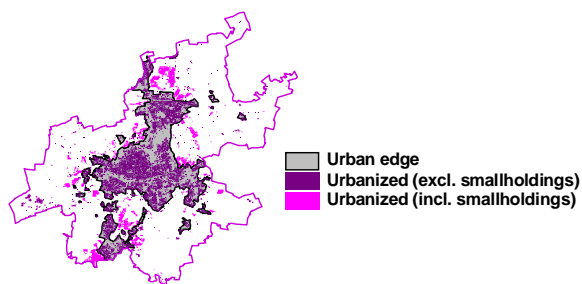 Urban edge
Urbanized (excl. smallholdings)
Urbanized (incl. smallholdings)